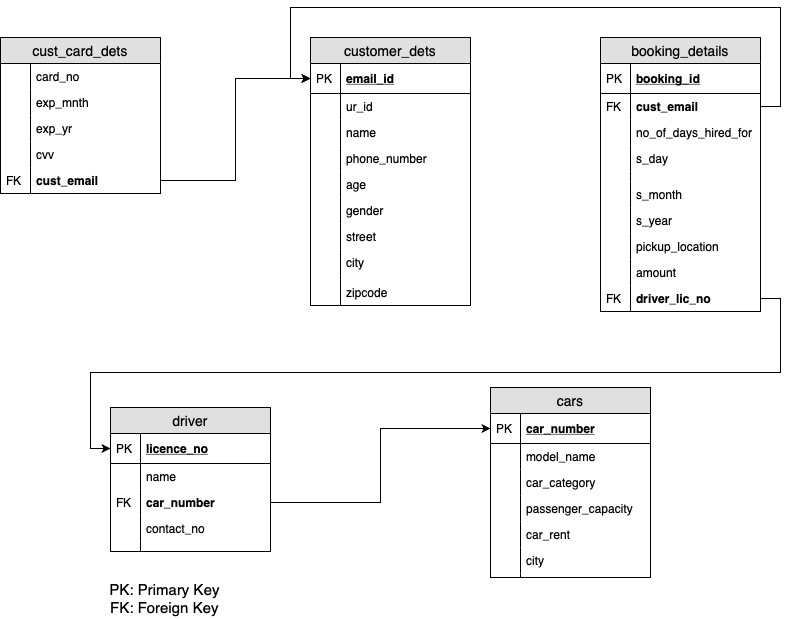 cust_card_dets
card_no
exp_mnth
exp_yr
cvv
FK cust_email
customer_dets
PK email_id
ur_id
name
phone_number
age
gender
street
city
zipcode
booking_details
PK booking_id
FK cust_email
no_of_days_hired_for
s_day
s_month
s_year
pickup_location
amount
FK driver_lic_no
driver
PK licence_no
name
FK car_number
contact_no
cars
PK car_number
model_name
car_category
passenger_capacity
car_rent
city
PK: Primary Key
FK: Foreign Key